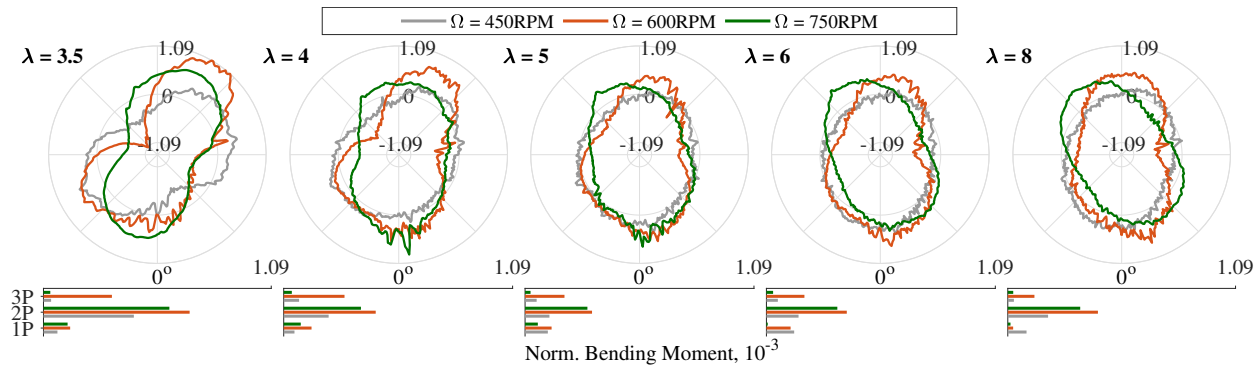 Ω = 450RPM Ω = 600RPM Ω = 750RPM
λ = 3.5 1.09 λ = 4 1.09 λ = 5 1.09 λ = 6 1.09 λ = 8 1.09
0 0 0 0 0
-1.09 -1.09 -1.09 -1.09 -1.09
0° 1.09 0° 1.09 0° 1.09 0° 1.09 0° 1.09
3P
2P
1P
Norm. Bending Moment, 10⁻³